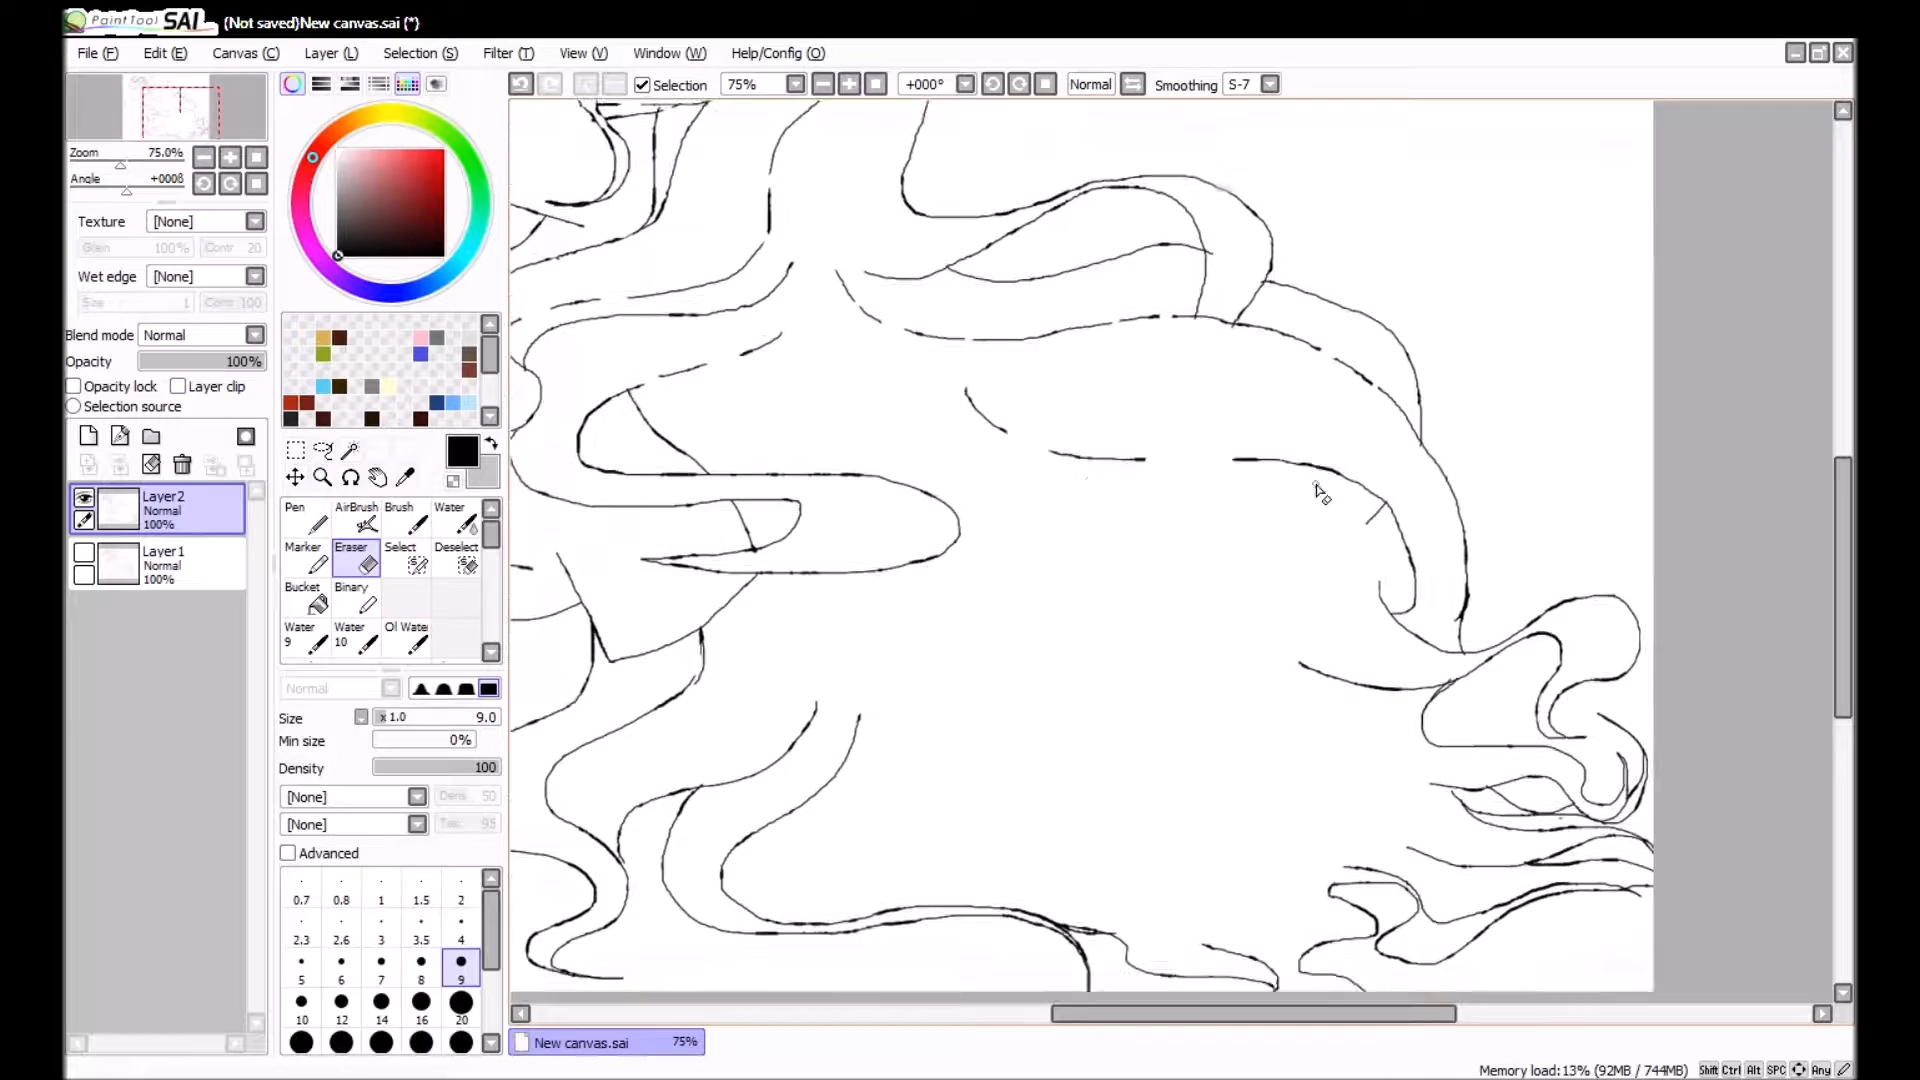 PaintTool SAI (Not saved)New canvas.sai (*)
File (F) Edit (E) Canvas (C) Layer (L) Selection (S) Filter (T) View (V) Window (W) Help/Config (O)
Selection 75% +000° Normal Smoothing S-7
Zoom 75.0%
Angle +000ß
Texture [None]
100% 20
Wet edge [None]
Size 1 100
Blend mode Normal
Opacity 100%
Opacity lock Layer clip
Selection source
Layer2
Normal
100%
Layer1
Normal
100%
Pen AirBrush Brush Water
Marker Eraser Select Deselect
Bucket Binary
Water 9 Water 10 Ol Wate
Normal
Size x 1.0 9.0
Min size 0%
Density 100
[None] Dens 50
[None] 95
Advanced
0.7 0.8 1 1.5 2
2.3 2.6 3 3.5 4
5 6 7 8 9
10 12 14 16 20
New canvas.sai 75%
Memory load:13% (92MB / 744MB) Shift Ctrl Alt SPC Any